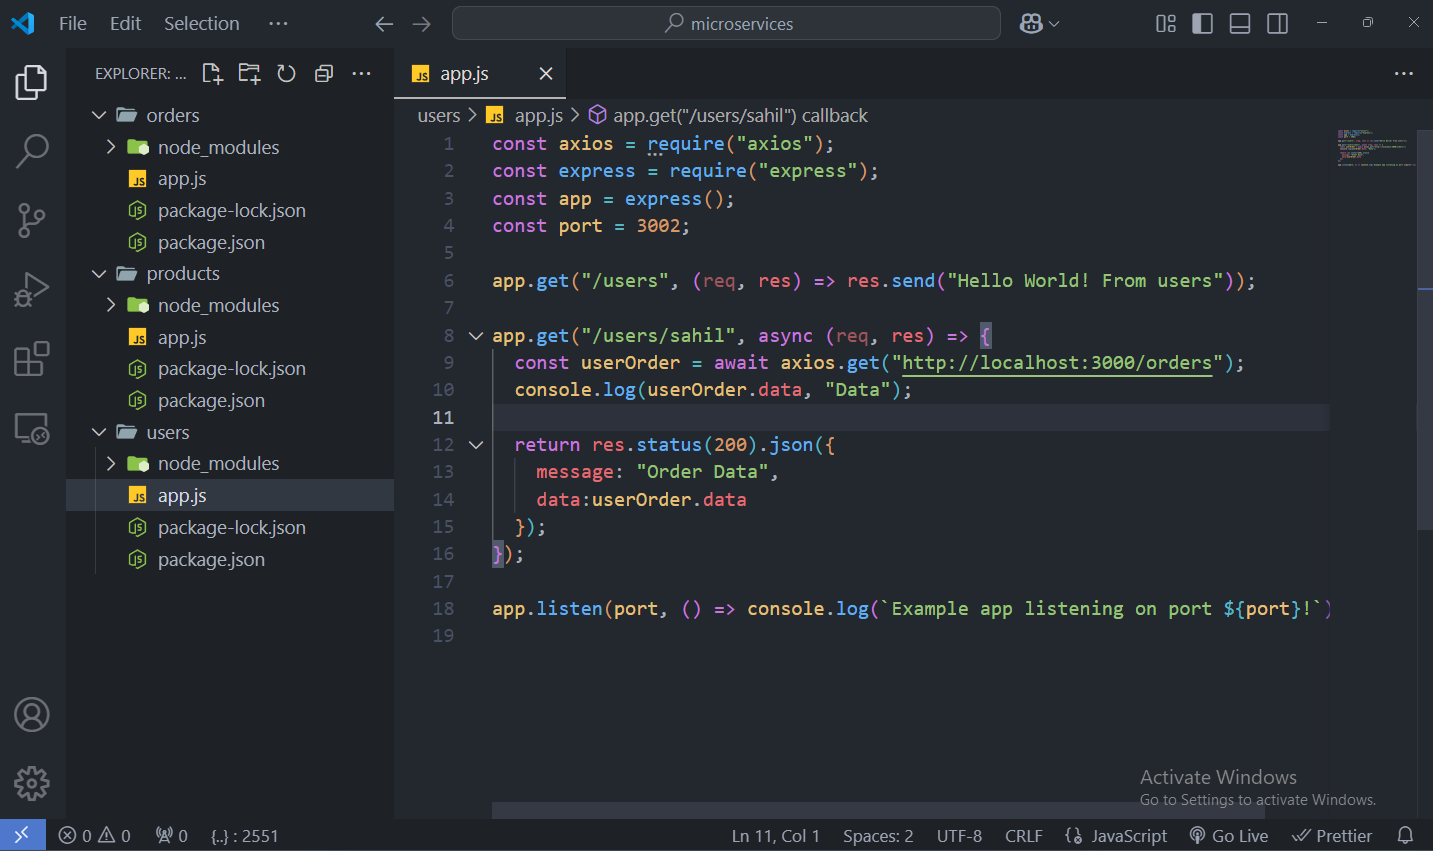 File Edit Selection ··· microservices
EXPLORER: ...
orders
node_modules
JS app.js
package-lock.json
package.json
products
node_modules
JS app.js
package-lock.json
package.json
users
node_modules
JS app.js
package-lock.json
package.json
JS app.js
users > JS app.js > app.get("/users/sahil") callback
1 const axios = require("axios");
2 const express = require("express");
3 const app = express();
4 const port = 3002;
5
6 app.get("/users", (req, res) => res.send("Hello World! From users"));
7
8 app.get("/users/sahil", async (req, res) => {
9 const userOrder = await axios.get("http://localhost:3000/orders");
10 console.log(userOrder.data, "Data");
11
12 return res.status(200).json({
13 message: "Order Data",
14 data:userOrder.data
15 });
16 });
17
18 app.listen(port, () => console.log(`Example app listening on port ${port}!`)
19
Activate Windows
Go to Settings to activate Windows.
0 0 0 {..} : 2551 Ln 11, Col 1 Spaces: 2 UTF-8 CRLF JavaScript Go Live Prettier